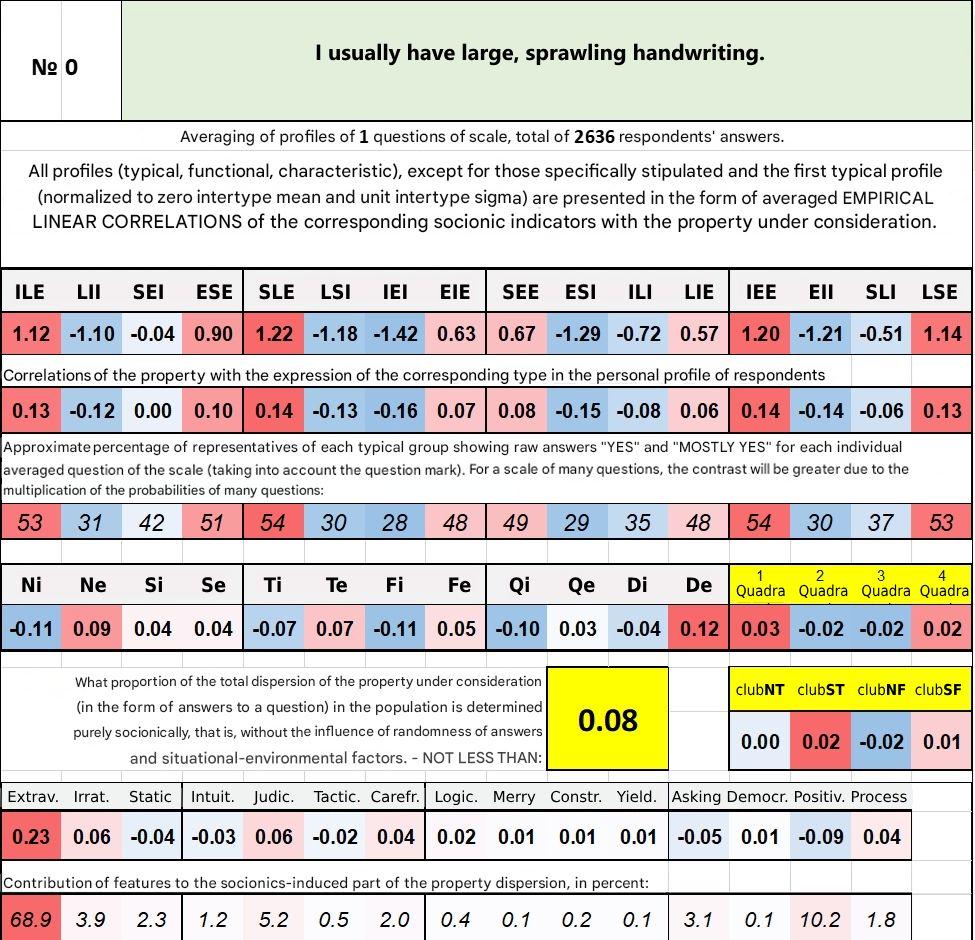 № 0
I usually have large, sprawling handwriting.
Averaging of profiles of 1 questions of scale, total of 2636 respondents' answers.
All profiles (typical, functional, characteristic), except for those specifically stipulated and the first typical profile
(normalized to zero intertype mean and unit intertype sigma) are presented in the form of averaged EMPIRICAL
LINEAR CORRELATIONS of the corresponding socionic indicators with the property under consideration.
ILE LII SEI ESE SLE LSI IEI EIE SEE ESI ILI LIE IEE EII SLI LSE
1.12 -1.10 -0.04 0.90 1.22 -1.18 -1.42 0.63 0.67 -1.29 -0.72 0.57 1.20 -1.21 -0.51 1.14
Correlations of the property with the expression of the corresponding type in the personal profile of respondents
0.13 -0.12 0.00 0.10 0.14 -0.13 -0.16 0.07 0.08 -0.15 -0.08 0.06 0.14 -0.14 -0.06 0.13
Approximate percentage of representatives of each typical group showing raw answers "YES" and "MOSTLY YES" for each individual
averaged question of the scale (taking into account the question mark). For a scale of many questions, the contrast will be greater due to the
multiplication of the probabilities of many questions:
53 31 42 51 54 30 28 48 49 29 35 48 54 30 37 53
Ni Ne Si Se Ti Te Fi Fe Qi Qe Di De 1 Quadra 2 Quadra 3 Quadra 4 Quadra
-0.11 0.09 0.04 0.04 -0.07 0.07 -0.11 0.05 -0.10 0.03 -0.04 0.12 0.03 -0.02 -0.02 0.02
What proportion of the total dispersion of the property under consideration
(in the form of answers to a question) in the population is determined
purely socionically, that is, without the influence of randomness of answers
and situational-environmental factors. - NOT LESS THAN:
0.08
clubNT clubST clubNF clubSF
0.00 0.02 -0.02 0.01
Extrav. Irrat. Static Intuit. Judic. Tactic. Carefr. Logic. Merry Constr. Yield. Asking Democr. Positiv. Process
0.23 0.06 -0.04 -0.03 0.06 -0.02 0.04 0.02 0.01 0.01 0.01 -0.05 0.01 -0.09 0.04
Contribution of features to the socionics-induced part of the property dispersion, in percent:
68.9 3.9 2.3 1.2 5.2 0.5 2.0 0.4 0.1 0.2 0.1 3.1 0.1 10.2 1.8